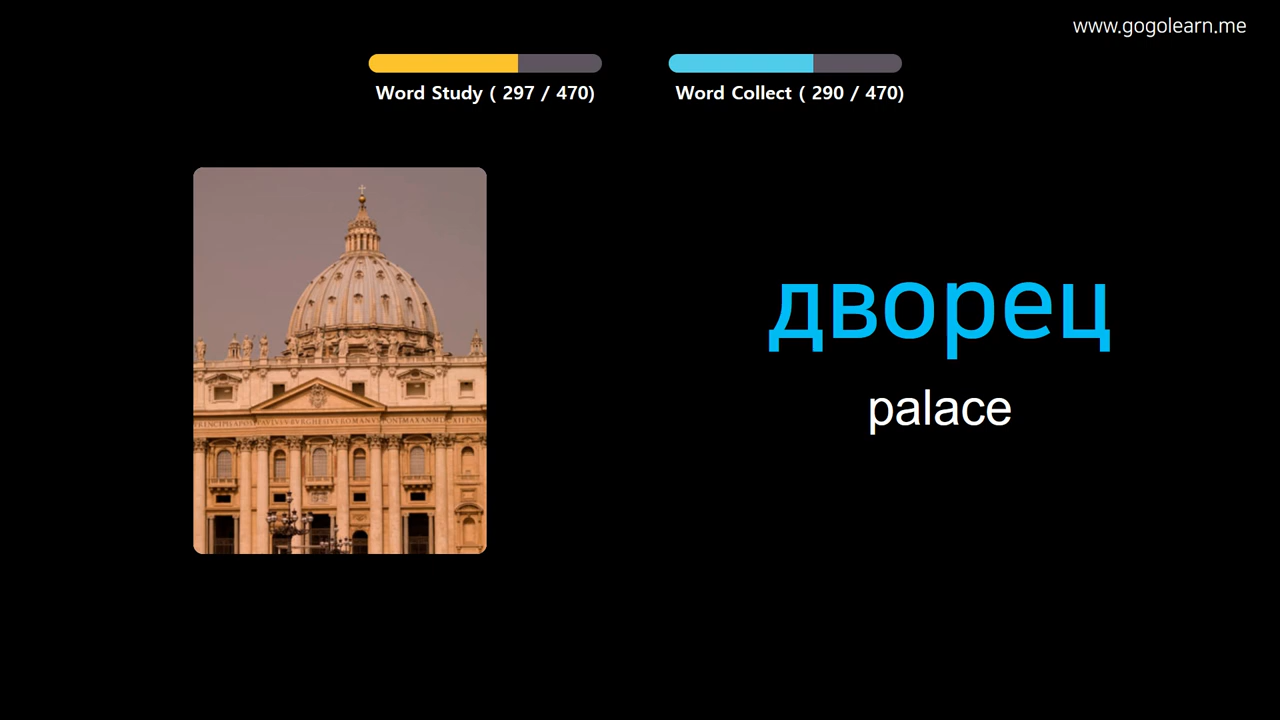 www.gogolearn.me
Word Study ( 297 / 470)
Word Collect ( 290 / 470)
дворец
palace